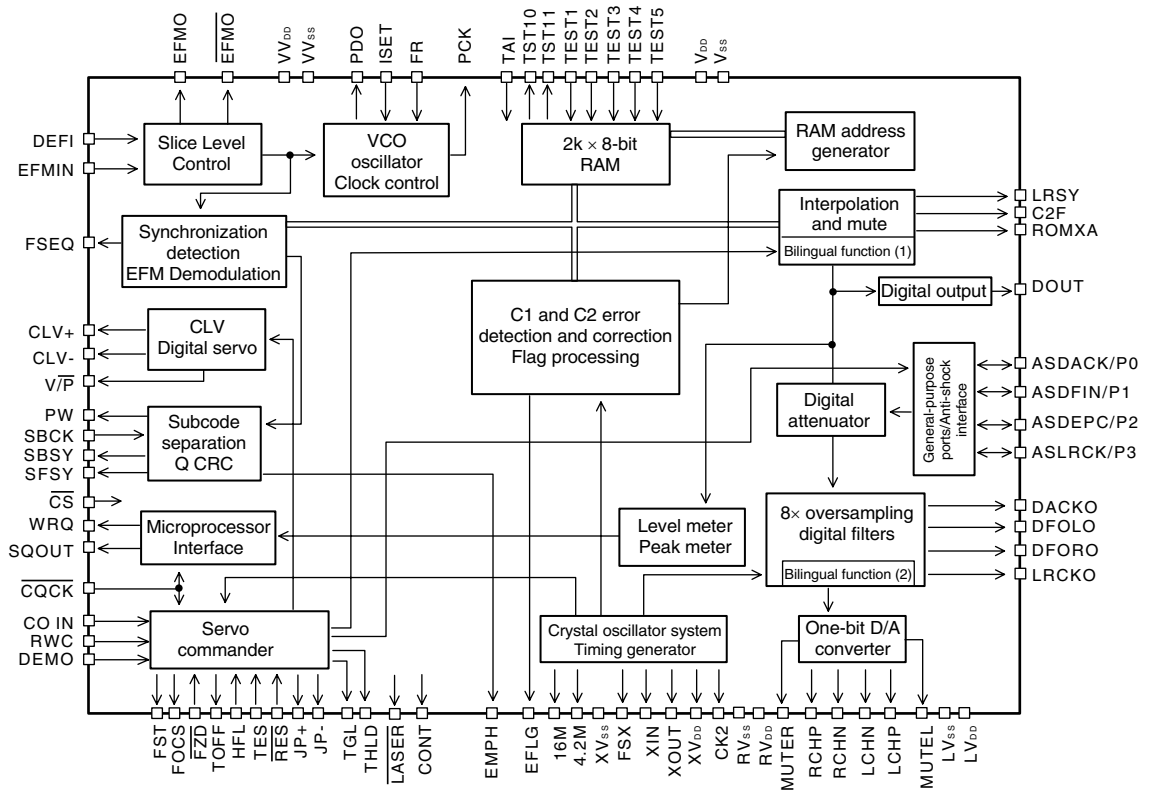 EFMO
EFMO
VVDD
VVSS
PDO
ISET
FR
PCK
TAI
TST10
TST11
TEST1
TEST2
TEST3
TEST4
TEST5
VDD
VSS
DEFI
EFMIN
FSEQ
CLV+
CLV-
V/P
PW
SBCK
SBSY
SFSY
CS
WRQ
SQOUT
CQCK
CO IN
RWC
DEMO
Slice Level
Control
VCO
oscillator
Clock control
2k × 8-bit
RAM
RAM address
generator
Synchronization
detection
EFM Demodulation
Interpolation
and mute
Bilingual function (1)
Digital output
C1 and C2 error
detection and correction
Flag processing
CLV
Digital servo
Digital
attenuator
General-purpose
ports/Anti-shock
interface
Subcode
separation
Q CRC
Microprocessor
Interface
Level meter
Peak meter
8× oversampling
digital filters
Bilingual function (2)
Servo
commander
Crystal oscillator system
Timing generator
One-bit D/A
converter
LRSY
C2F
ROMXA
DOUT
ASDACK/P0
ASDFIN/P1
ASDEPC/P2
ASLRCK/P3
DACKO
DFOLO
DFORO
LRCKO
FST
FOCS
FZD
TOFF
HFL
TES
RES
JP+
JP-
TGL
THLD
LASER
CONT
EMPH
EFLG
16M
4.2M
XVSS
FSX
XIN
XOUT
XVDD
CK2
RVSS
RVDD
MUTER
RCHP
RCHN
LCHN
LCHP
MUTEL
LVSS
LVDD